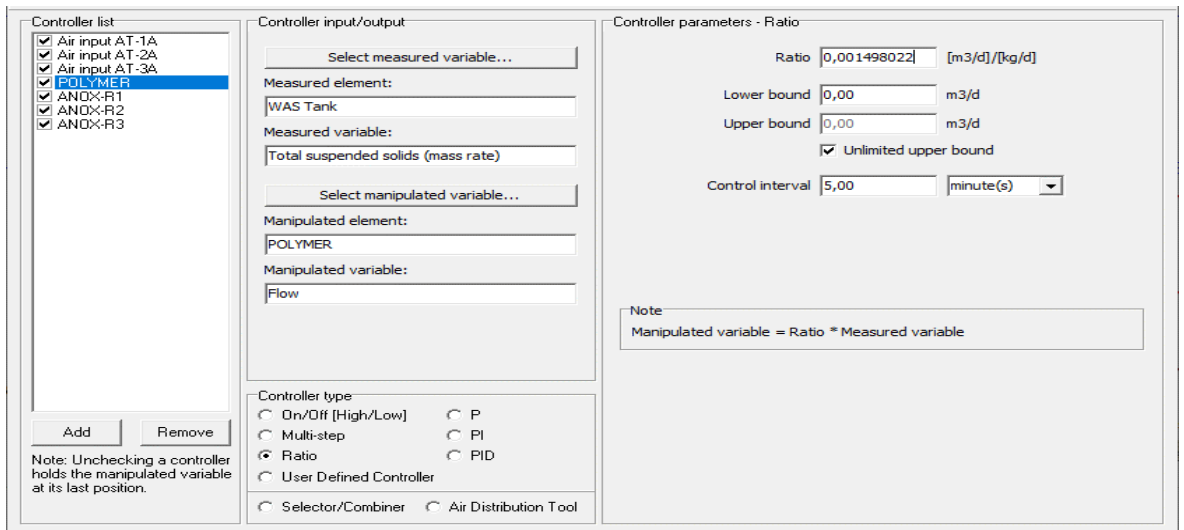 Controller list
Air input AT-1A
Air input AT-2A
Air input AT-3A
POLYMER
ANOX-R1
ANOX-R2
ANOX-R3
Add
Remove
Note: Unchecking a controller
holds the manipulated variable
at its last position.
Controller input/output
Select measured variable...
Measured element:
WAS Tank
Measured variable:
Total suspended solids (mass rate)
Select manipulated variable...
Manipulated element:
POLYMER
Manipulated variable:
Flow
Controller type
On/Off [High/Low]
P
Multi-step
PI
Ratio
PID
User Defined Controller
Selector/Combiner
Air Distribution Tool
Controller parameters - Ratio
Ratio 0,001498022 [m3/d]/[kg/d]
Lower bound 0,00 m3/d
Upper bound 0,00 m3/d
Unlimited upper bound
Control interval 5,00 minute(s)
Note
Manipulated variable = Ratio * Measured variable